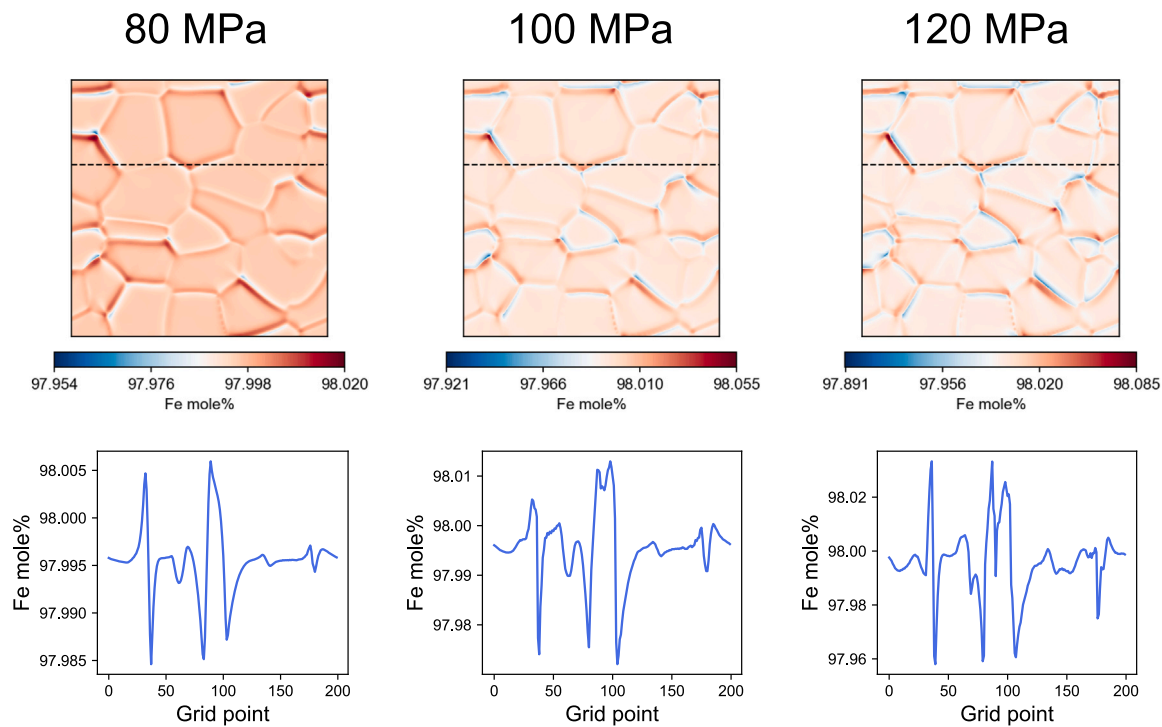 80 MPa 100 MPa 120 MPa
97.954 97.976 97.998 98.020 97.921 97.966 98.010 98.055 97.891 97.956 98.020 98.085
Fe mole% Fe mole% Fe mole%
98.005
98.000
97.995
97.990
97.985
Fe mole%
0 50 100 150 200
Grid point
98.01
98.00
97.99
97.98
Fe mole%
0 50 100 150 200
Grid point
98.02
98.00
97.98
97.96
Fe mole%
0 50 100 150 200
Grid point